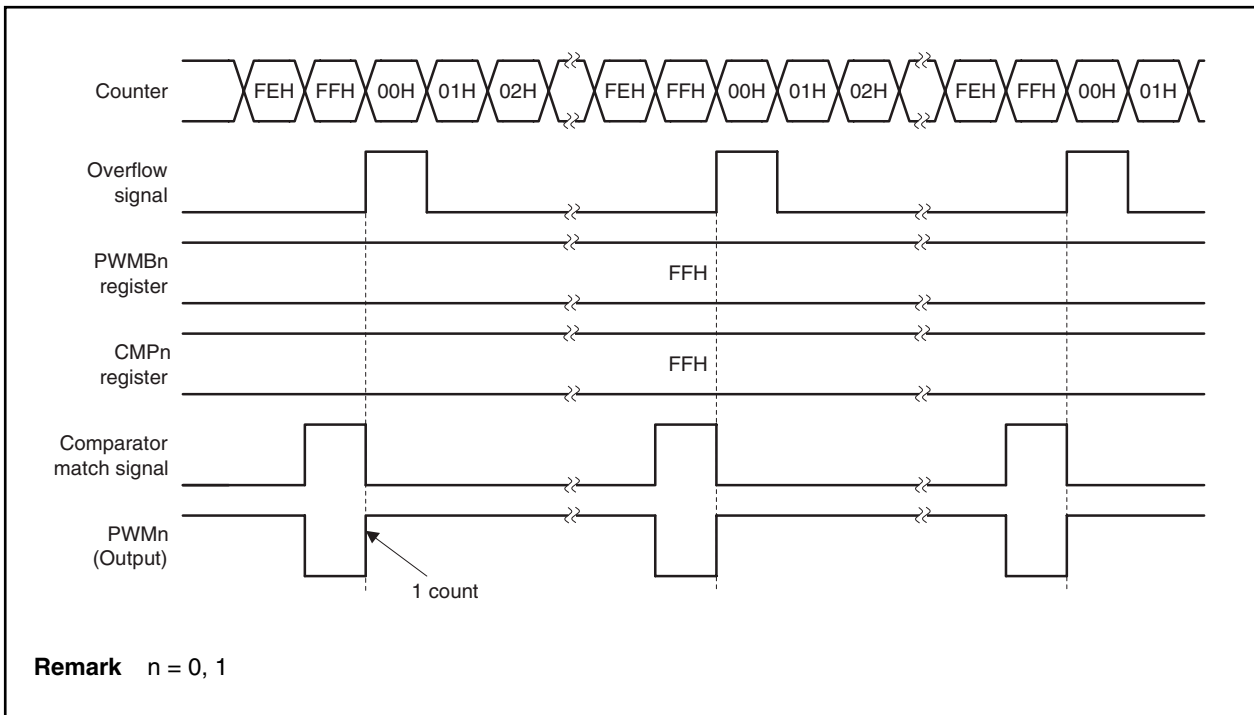 Counter
FEH FFH 00H 01H 02H FEH FFH 00H 01H 02H FEH FFH 00H 01H
Overflow
signal
PWMBn
register
FFH
CMPn
register
FFH
Comparator
match signal
PWMn
(Output)
1 count
Remark n = 0, 1